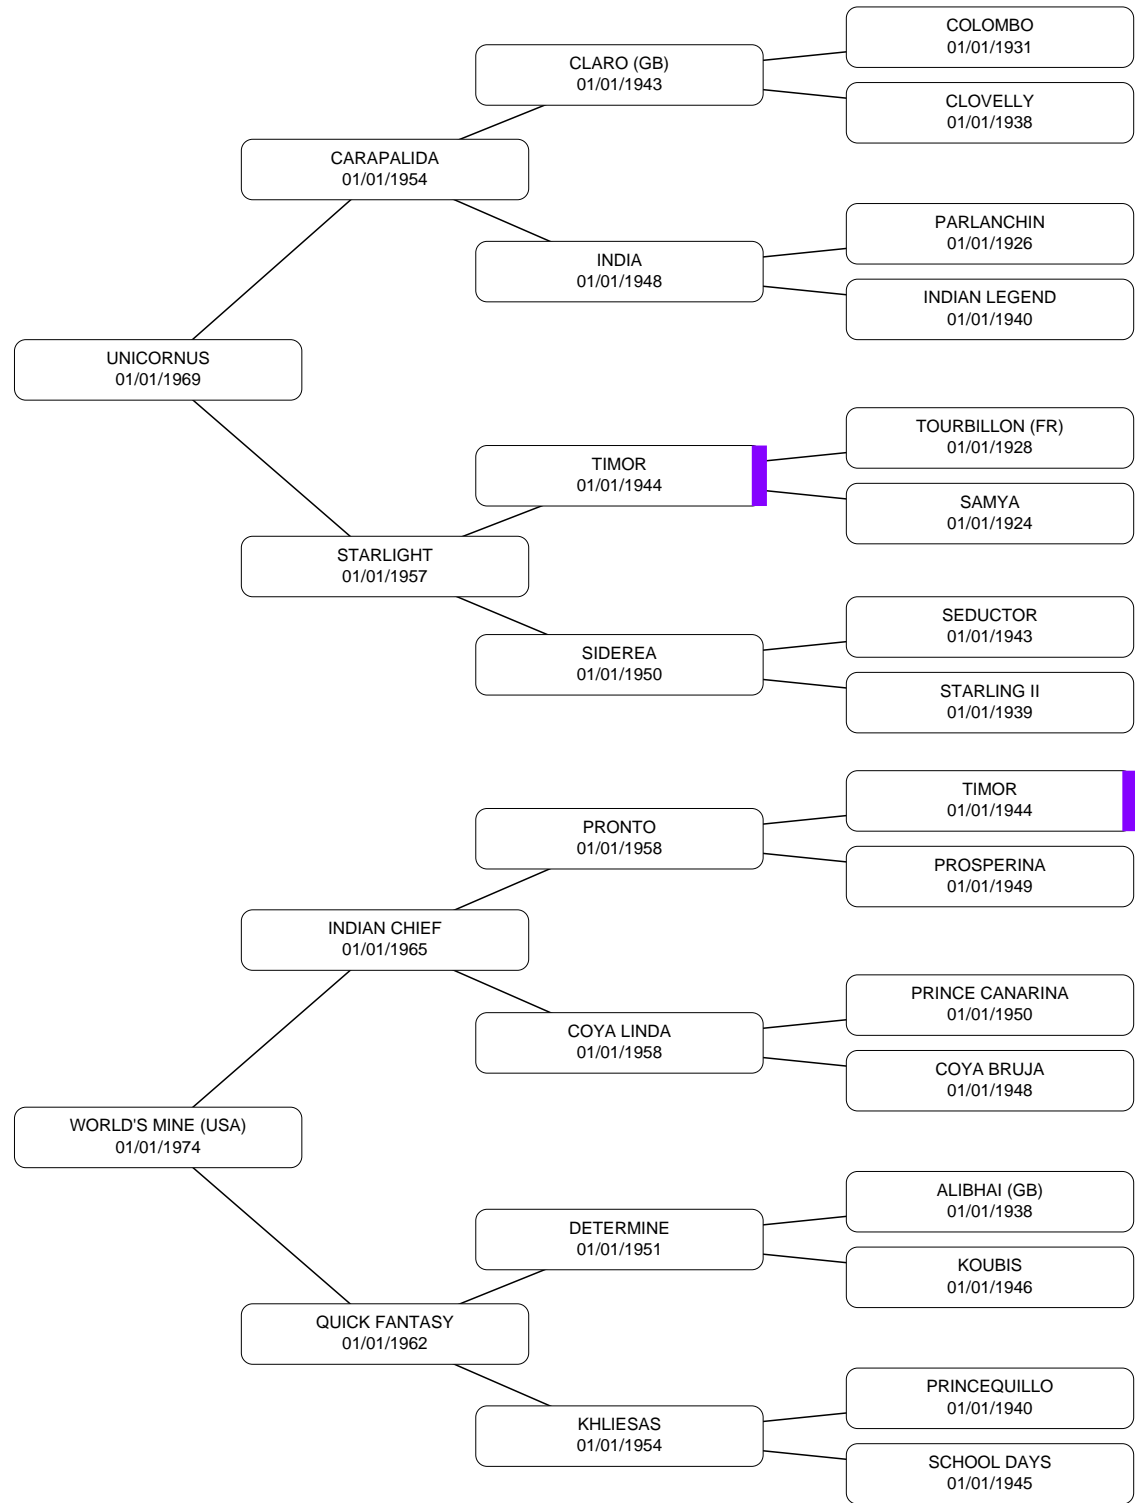 COLOMBO
01/01/1931
CLARO (GB)
01/01/1943
CLOVELLY
01/01/1938
CARAPALIDA
01/01/1954
PARLANCHIN
01/01/1926
INDIA
01/01/1948
INDIAN LEGEND
01/01/1940
UNICORNUS
01/01/1969
TOURBILLON (FR)
01/01/1928
TIMOR
01/01/1944
SAMYA
01/01/1924
STARLIGHT
01/01/1957
SEDUCTOR
01/01/1943
SIDEREA
01/01/1950
STARLING II
01/01/1939
TIMOR
01/01/1944
PRONTO
01/01/1958
PROSPERINA
01/01/1949
INDIAN CHIEF
01/01/1965
PRINCE CANARINA
01/01/1950
COYA LINDA
01/01/1958
COYA BRUJA
01/01/1948
WORLD'S MINE (USA)
01/01/1974
ALIBHAI (GB)
01/01/1938
DETERMINE
01/01/1951
KOUBIS
01/01/1946
QUICK FANTASY
01/01/1962
PRINCEQUILLO
01/01/1940
KHLIESAS
01/01/1954
SCHOOL DAYS
01/01/1945